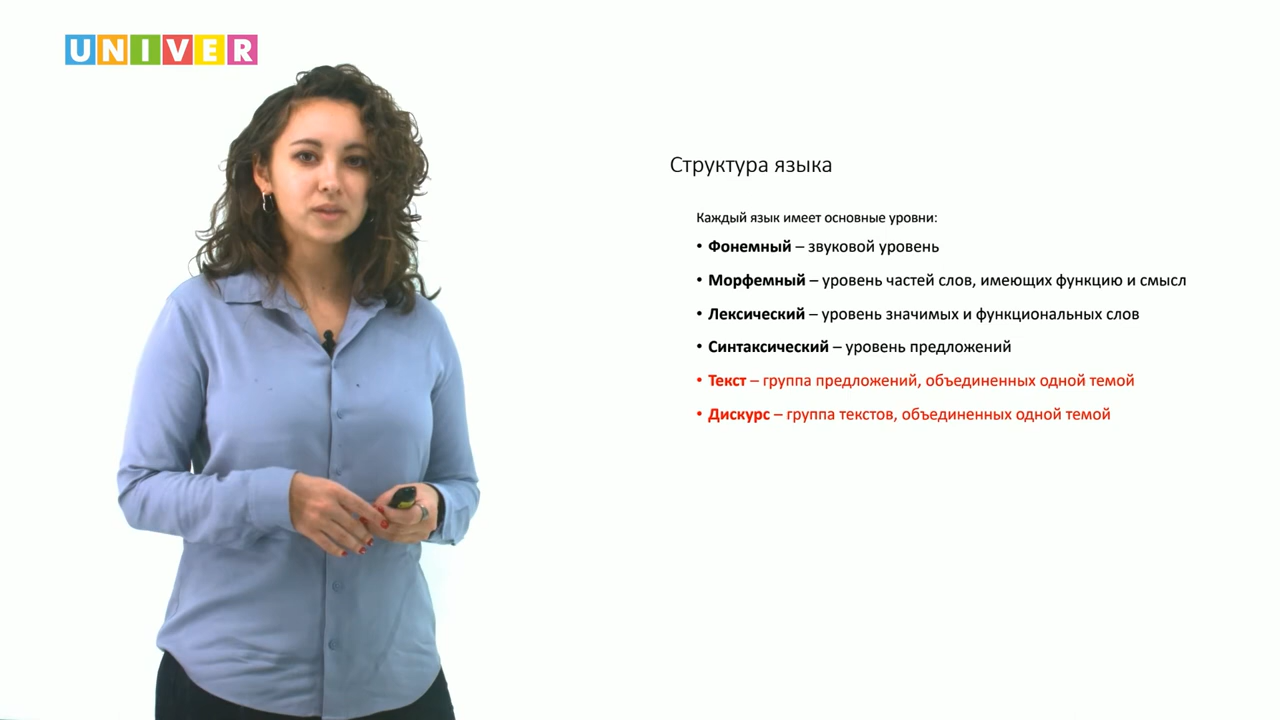 UNIVER
Структура языка
Каждый язык имеет основные уровни:
• Фонемный – звуковой уровень
• Морфемный – уровень частей слов, имеющих функцию и смысл
• Лексический – уровень значимых и функциональных слов
• Синтаксический – уровень предложений
• Текст – группа предложений, объединенных одной темой
• Дискурс – группа текстов, объединенных одной темой